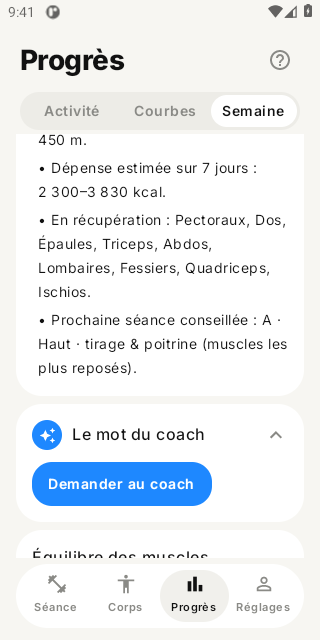 9:41
Progrès
Activité Courbes Semaine
450 m.
• Dépense estimée sur 7 jours :
2 300–3 830 kcal.
• En récupération : Pectoraux, Dos,
Épaules, Triceps, Abdos,
Lombaires, Fessiers, Quadriceps,
Ischios.
• Prochaine séance conseillée : A ·
Haut · tirage & poitrine (muscles les
plus reposés).
Le mot du coach
Demander au coach
Équilibre des muscles
Séance Corps Progrès Réglages